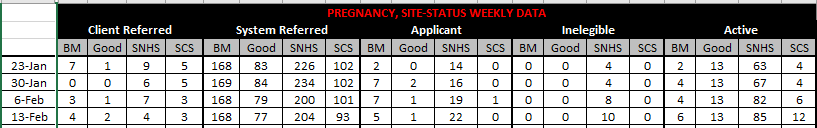 PREGNANCY, SITE-STATUS WEEKLY DATA
Client Referred System Referred Applicant Inelegible Active
BM Good SNHS SCS BM Good SNHS SCS BM Good SNHS SCS BM Good SNHS SCS BM Good SNHS SCS
23-Jan 7 1 9 5 168 83 226 102 2 0 14 0 0 0 4 0 2 13 63 4
30-Jan 0 0 6 5 169 84 234 102 7 2 16 0 0 0 4 0 4 13 67 4
6-Feb 3 1 7 3 168 79 200 101 7 1 19 1 0 0 8 0 4 13 82 6
13-Feb 4 2 4 3 168 77 204 93 5 1 22 0 0 0 10 0 6 13 85 12